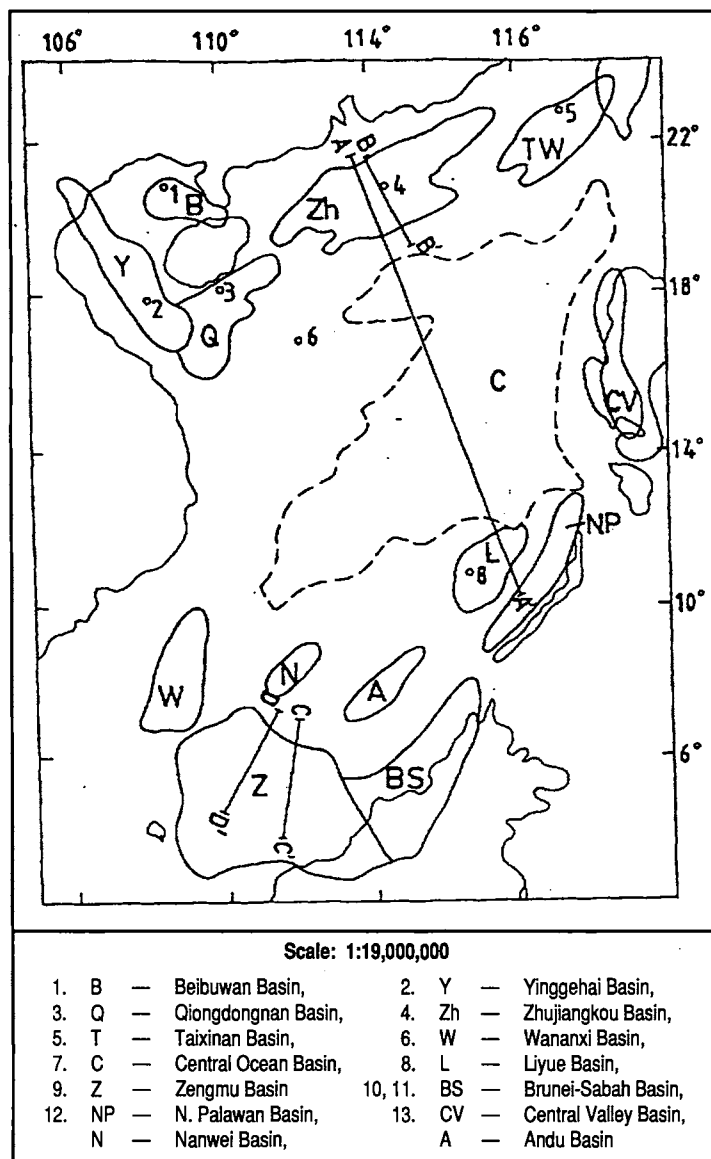 106° 110° 114° 116°
5
TW
22°
A B
4
1
B
Zh
B'
Y
3
18°
2
Q
6
C
CV
14°
NP
L
8
A'
10°
N
W
A
D C
6°
Z
BS
D'
C'
Scale: 1:19,000,000
1. B — Beibuwan Basin, 2. Y — Yinggehai Basin,
3. Q — Qiongdongnan Basin, 4. Zh — Zhujiangkou Basin,
5. T — Taixinan Basin, 6. W — Wananxi Basin,
7. C — Central Ocean Basin, 8. L — Liyue Basin,
9. Z — Zengmu Basin 10, 11. BS — Brunei-Sabah Basin,
12. NP — N. Palawan Basin, 13. CV — Central Valley Basin,
N — Nanwei Basin, A — Andu Basin